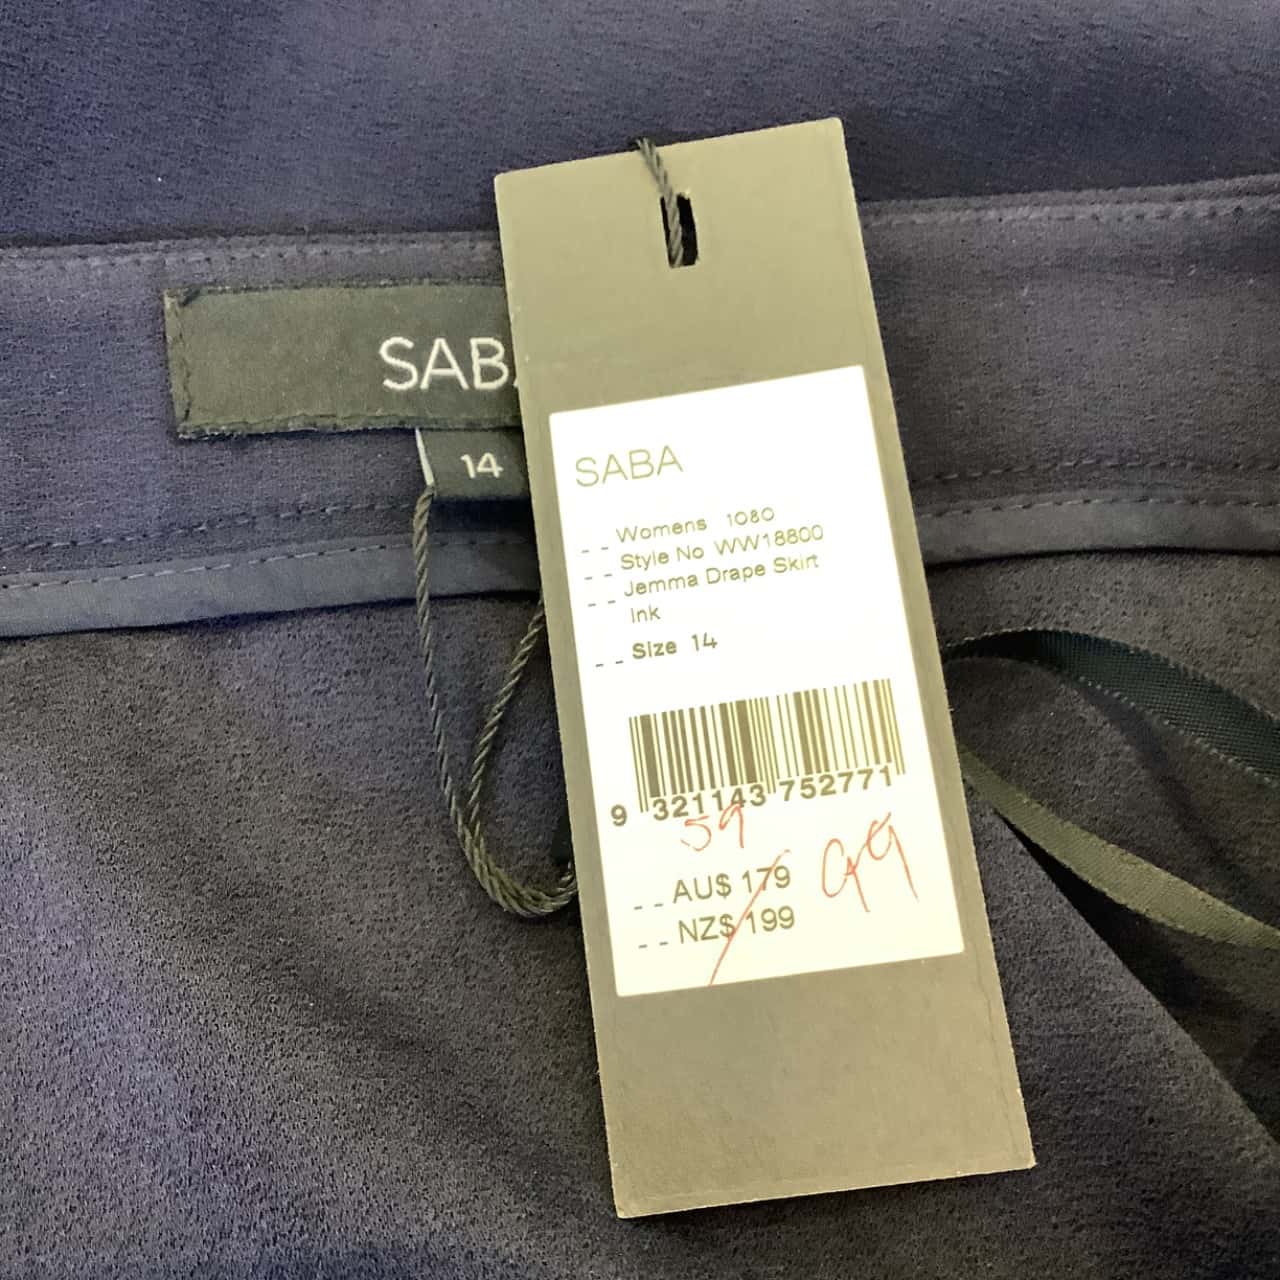 SABA
14
SABA
Womens 1080
Style No WW18800
Jemma Drape Skirt
Ink
Size 14
9 321143 752771
59
AU$ 179 99
NZ$ 199